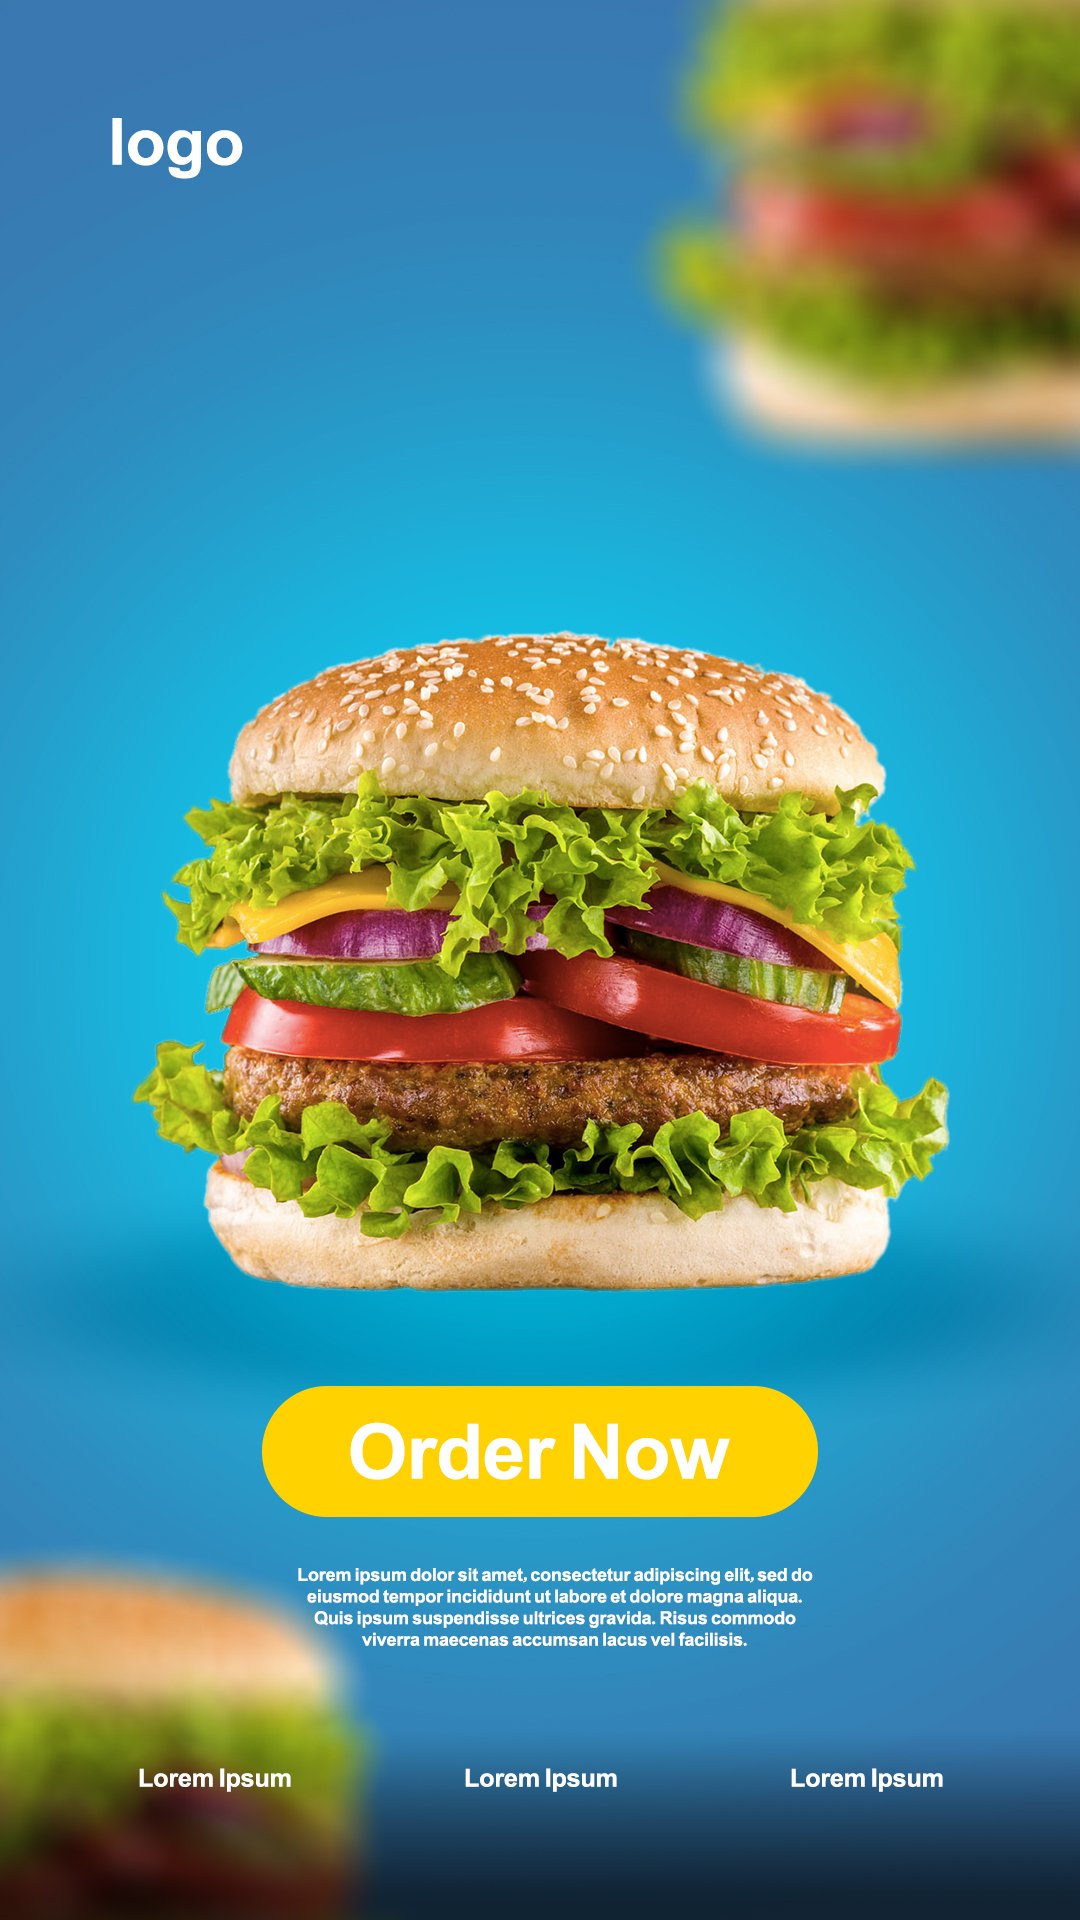 logo
Order Now
Lorem ipsum dolor sit amet, consectetur adipiscing elit, sed do
eiusmod tempor incididunt ut labore et dolore magna aliqua.
Quis ipsum suspendisse ultrices gravida. Risus commodo
viverra maecenas accumsan lacus vel facilisis.
Lorem Ipsum
Lorem Ipsum
Lorem Ipsum